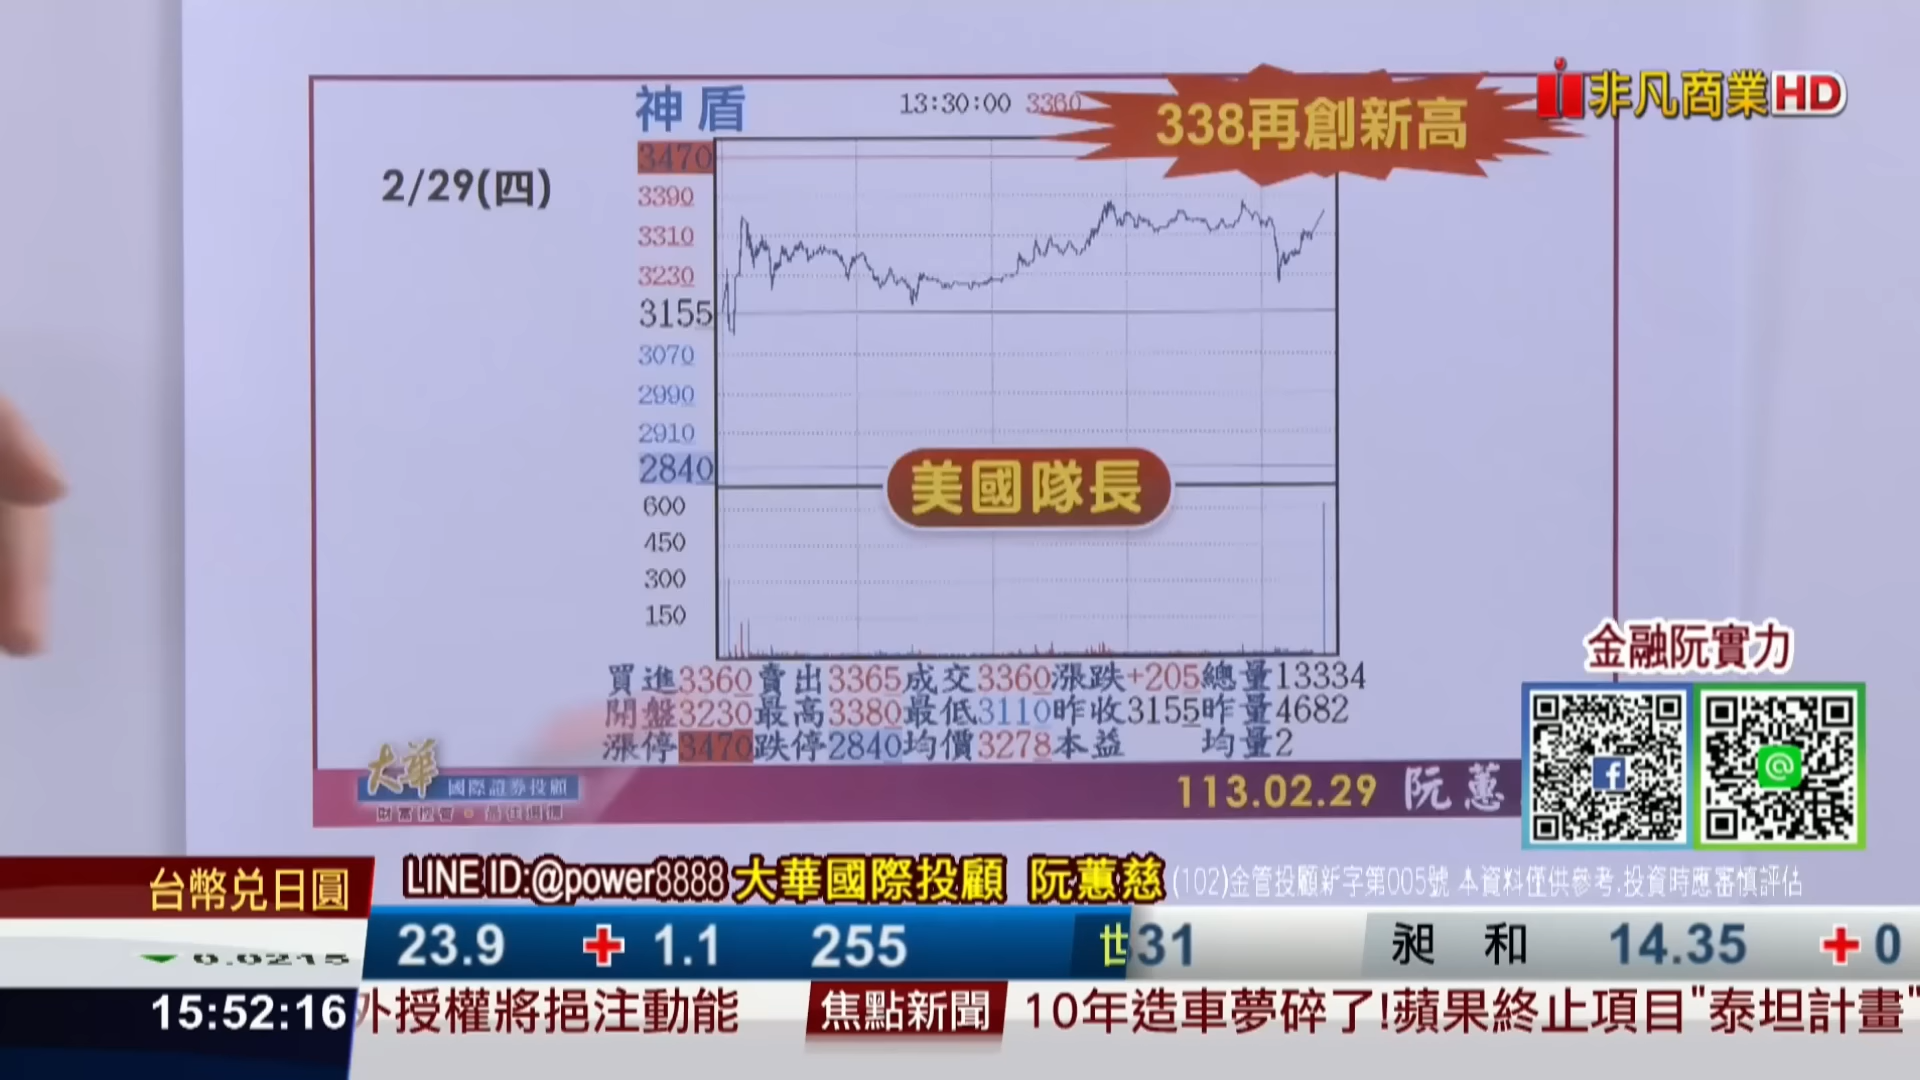 神盾
13:30:00 3360
338再創新高
非凡商業HD
2/29(四)
3470
3390
3310
3230
3155
3070
2990
2910
2840
美國隊長
600
450
300
150
買進3360賣出3365成交3360漲跌+205總量13334
開盤3230最高3380最低3110昨收3155昨量4682
漲停3470跌停2840均價3278本益 均量2
金融阮實力
大華
國際證券投顧
113.02.29 阮蕙
台幣兌日圓
LINE ID:@power8888 大華國際投顧 阮蕙慈 (102)金管投顧新字第005號 本資料僅供參考.投資時應審慎評估
0.0215
23.9 + 1.1 255
31 昶和 14.35 + 0
15:52:16
外授權將挹注動能 焦點新聞 10年造車夢碎了!蘋果終止項目"泰坦計畫"